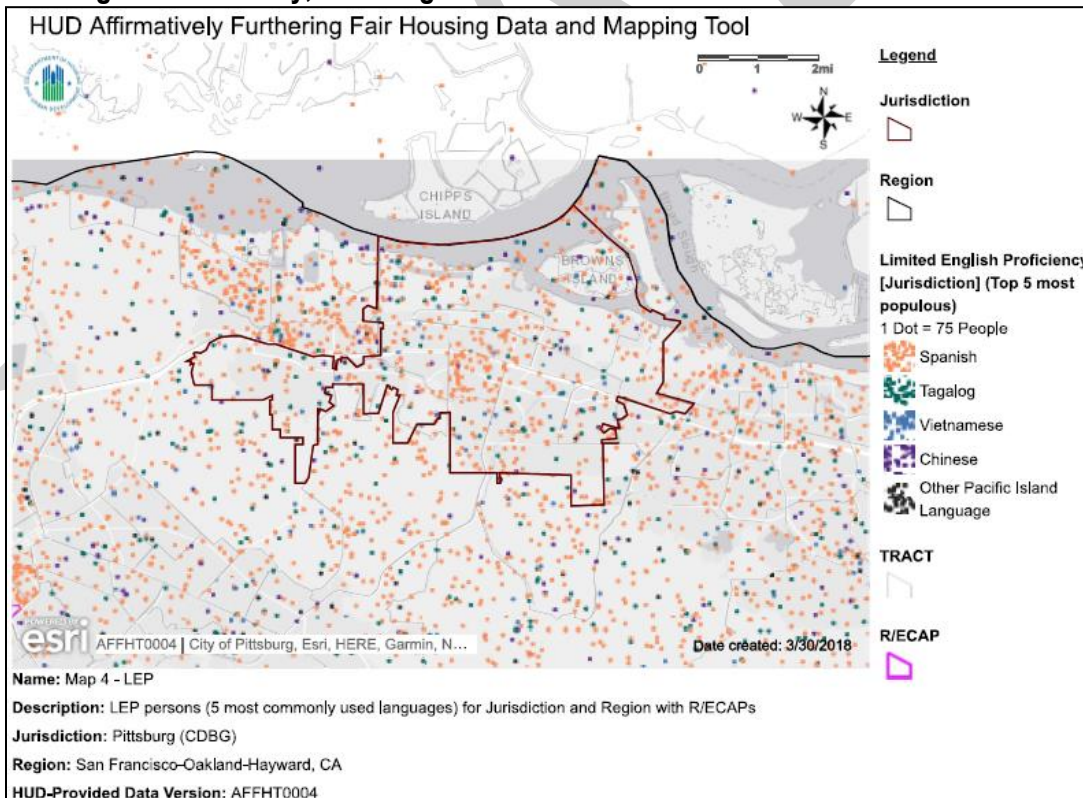 HUD Affirmatively Furthering Fair Housing Data and Mapping Tool
0 1 2mi
N
W E
S
CHIPPS
ISLAND
BROWNS
ISLAND
esri
POWERED BY
AFFHT0004 | City of Pittsburg, Esri, HERE, Garmin, N...
Date created: 3/30/2018
Legend
Jurisdiction
Region
Limited English Proficiency
[Jurisdiction] (Top 5 most
populous)
1 Dot = 75 People
Spanish
Tagalog
Vietnamese
Chinese
Other Pacific Island
Language
TRACT
R/ECAP
Name: Map 4 - LEP
Description: LEP persons (5 most commonly used languages) for Jurisdiction and Region with R/ECAPs
Jurisdiction: Pittsburg (CDBG)
Region: San Francisco-Oakland-Hayward, CA
HUD-Provided Data Version: AFFHT0004